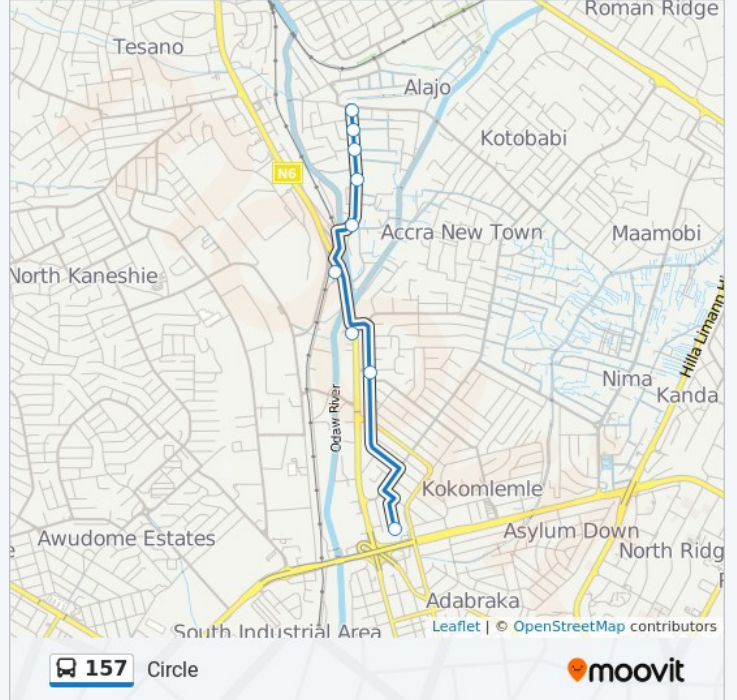 Roman Ridge
Tesano
Alajo
Kotobabi
N6
Accra New Town
Maamobi
North Kaneshie
Hilla Limann H
Nima
Kanda
Odaw River
Kokomlemle
Asylum Down
Awudome Estates
North Ridg
Adabraka
South Industrial Area
Leaflet | © OpenStreetMap contributors
157 Circle
moovit